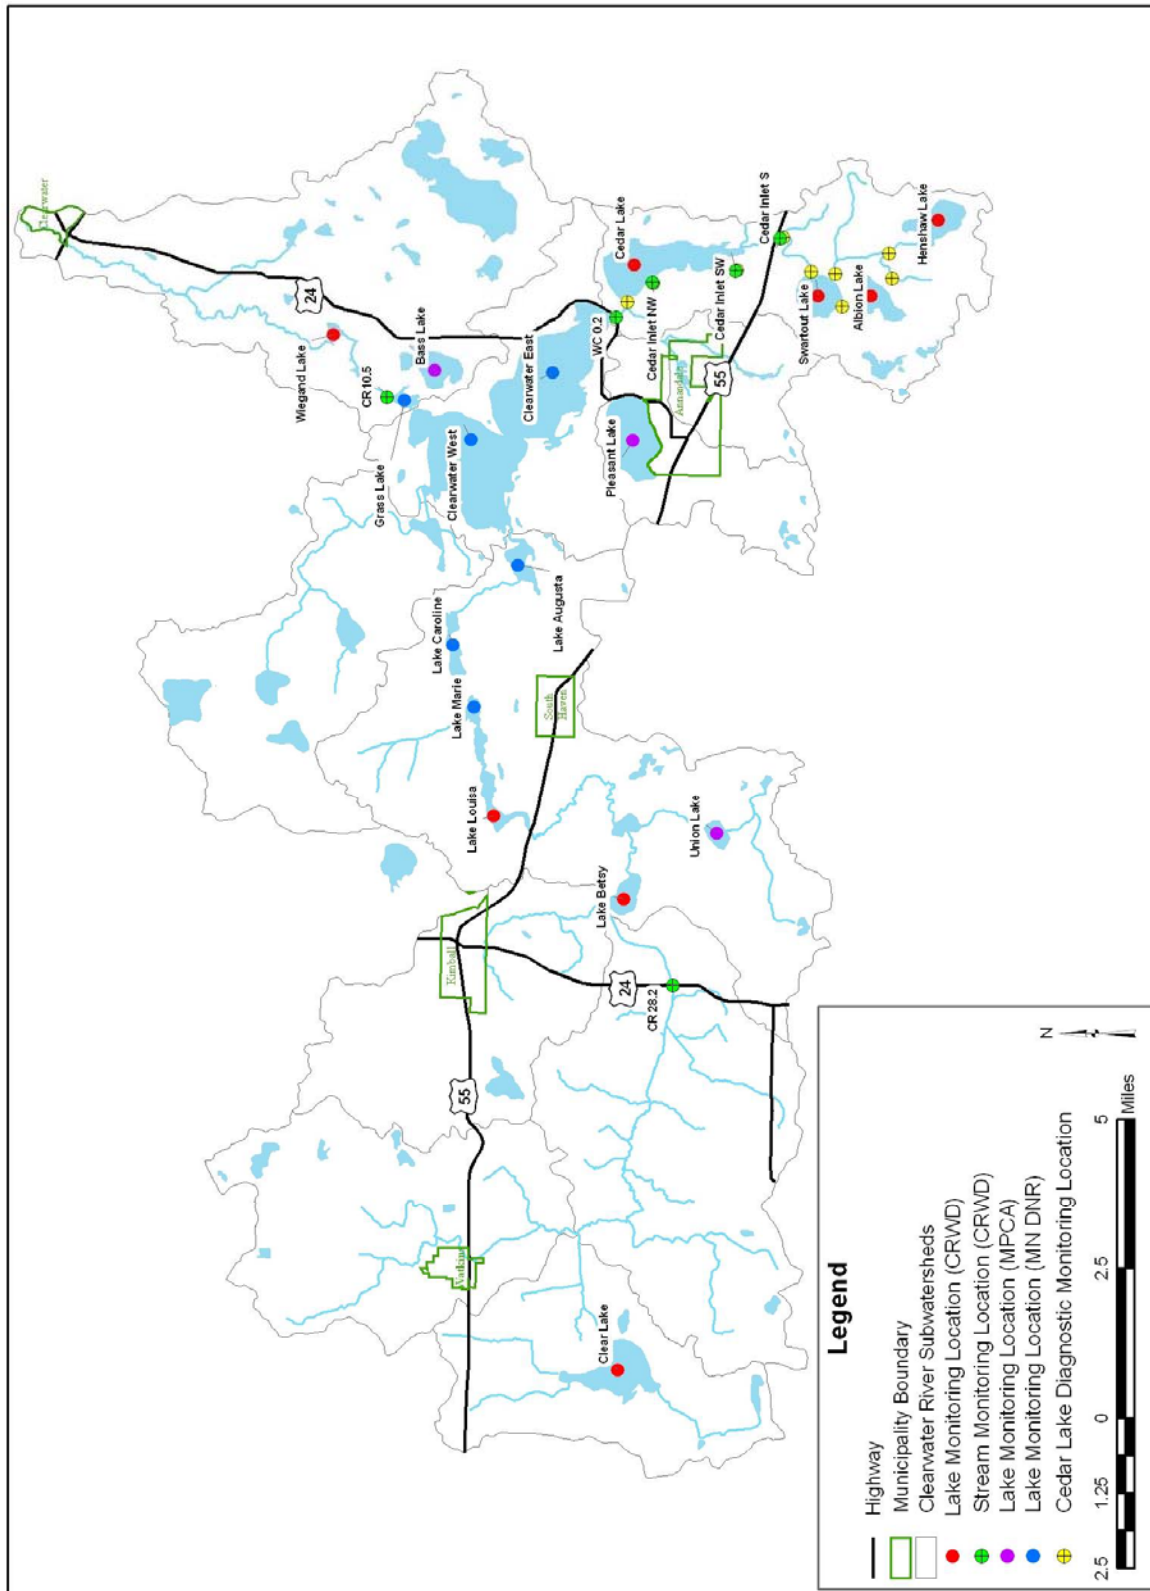 Clearwater
24
Wiegand Lake
CR10.5
Bass Lake
Grass Lake
Clearwater West
Clearwater East
WC 0.2
Cedar Lake
Cedar Inlet NW
Cedar Inlet SW
Cedar Inlet S
Pleasant Lake
Annandale
55
Swartout Lake
Albion Lake
Henshaw Lake
Lake Augusta
Lake Caroline
Lake Marie
South
Haven
Lake Louisa
Union Lake
Lake Betsy
Kimball
24
CR 28.2
55
Watkins
Clear Lake
Legend
Highway
Municipality Boundary
Clearwater River Subwatersheds
Lake Monitoring Location (CRWD)
Stream Monitoring Location (CRWD)
Lake Monitoring Location (MPCA)
Lake Monitoring Location (MN DNR)
Cedar Lake Diagnostic Monitoring Location
N
2.5 1.25 0 2.5 5
Miles